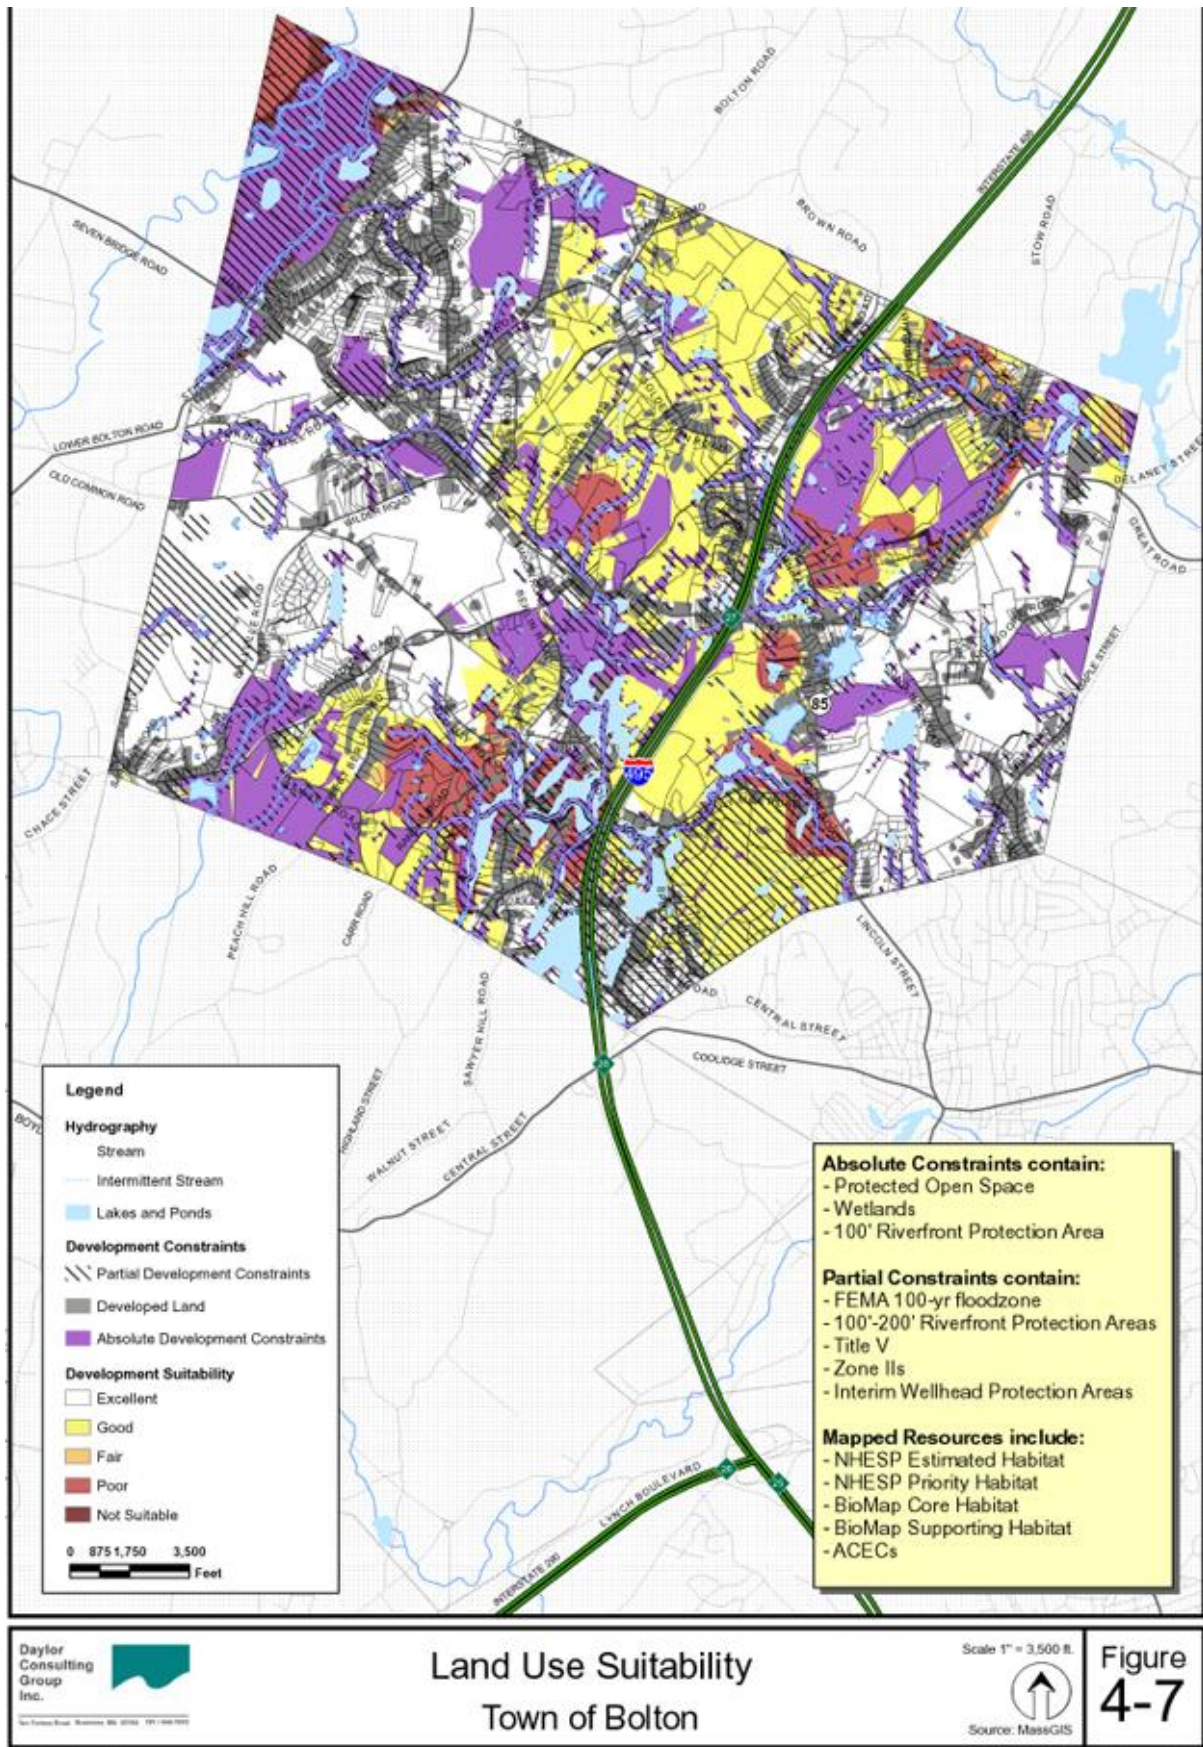 BOLTON ROAD
INTERSTATE 495
BROWN ROAD
STOW ROAD
SEVEN BRIDGE ROAD
LOWER BOLTON ROAD
OLD COMMON ROAD
WILDER ROAD
DELANEY STREET
GREAT ROAD
27
85
495
CHACE STREET
PEACH HILL ROAD
CARR ROAD
SAWYER HILL ROAD
LINCOLN STREET
CENTRAL STREET
COOLIDGE STREET
26
HIGHLAND STREET
WALNUT STREET
CENTRAL STREET
LYNCH BOULEVARD
INTERSTATE 290
Legend
Hydrography
Stream
Intermittent Stream
Lakes and Ponds
Development Constraints
Partial Development Constraints
Developed Land
Absolute Development Constraints
Development Suitability
Excellent
Good
Fair
Poor
Not Suitable
0 875 1,750 3,500
Feet
Absolute Constraints contain:
- Protected Open Space
- Wetlands
- 100' Riverfront Protection Area
Partial Constraints contain:
- FEMA 100-yr floodzone
- 100'-200' Riverfront Protection Areas
- Title V
- Zone IIs
- Interim Wellhead Protection Areas
Mapped Resources include:
- NHESP Estimated Habitat
- NHESP Priority Habitat
- BioMap Core Habitat
- BioMap Supporting Habitat
- ACECs
Daylor
Consulting
Group
Inc.
Land Use Suitability
Town of Bolton
Scale 1" = 3,500 ft.
Source: MassGIS
Figure
4-7